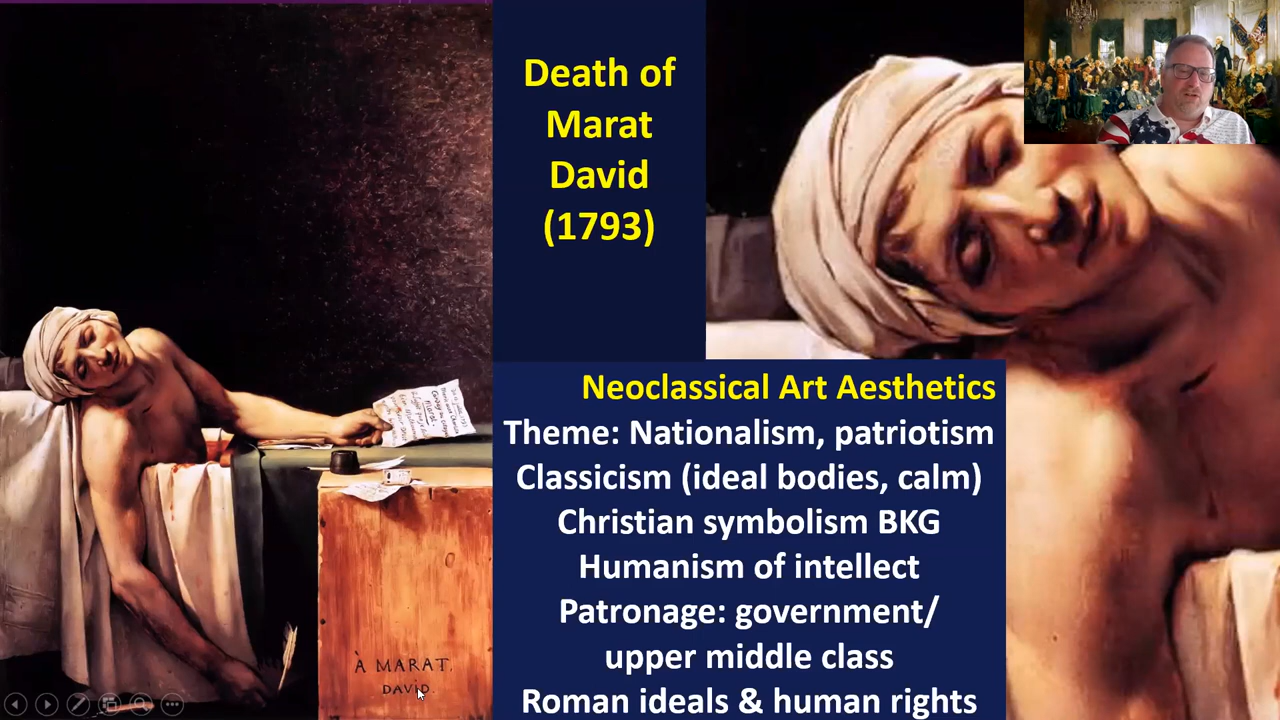 Death of
Marat
David
(1793)
Neoclassical Art Aesthetics
Theme: Nationalism, patriotism
Classicism (ideal bodies, calm)
Christian symbolism BKG
Humanism of intellect
Patronage: government/
upper middle class
Roman ideals & human rights
À MARAT.
DAVID.